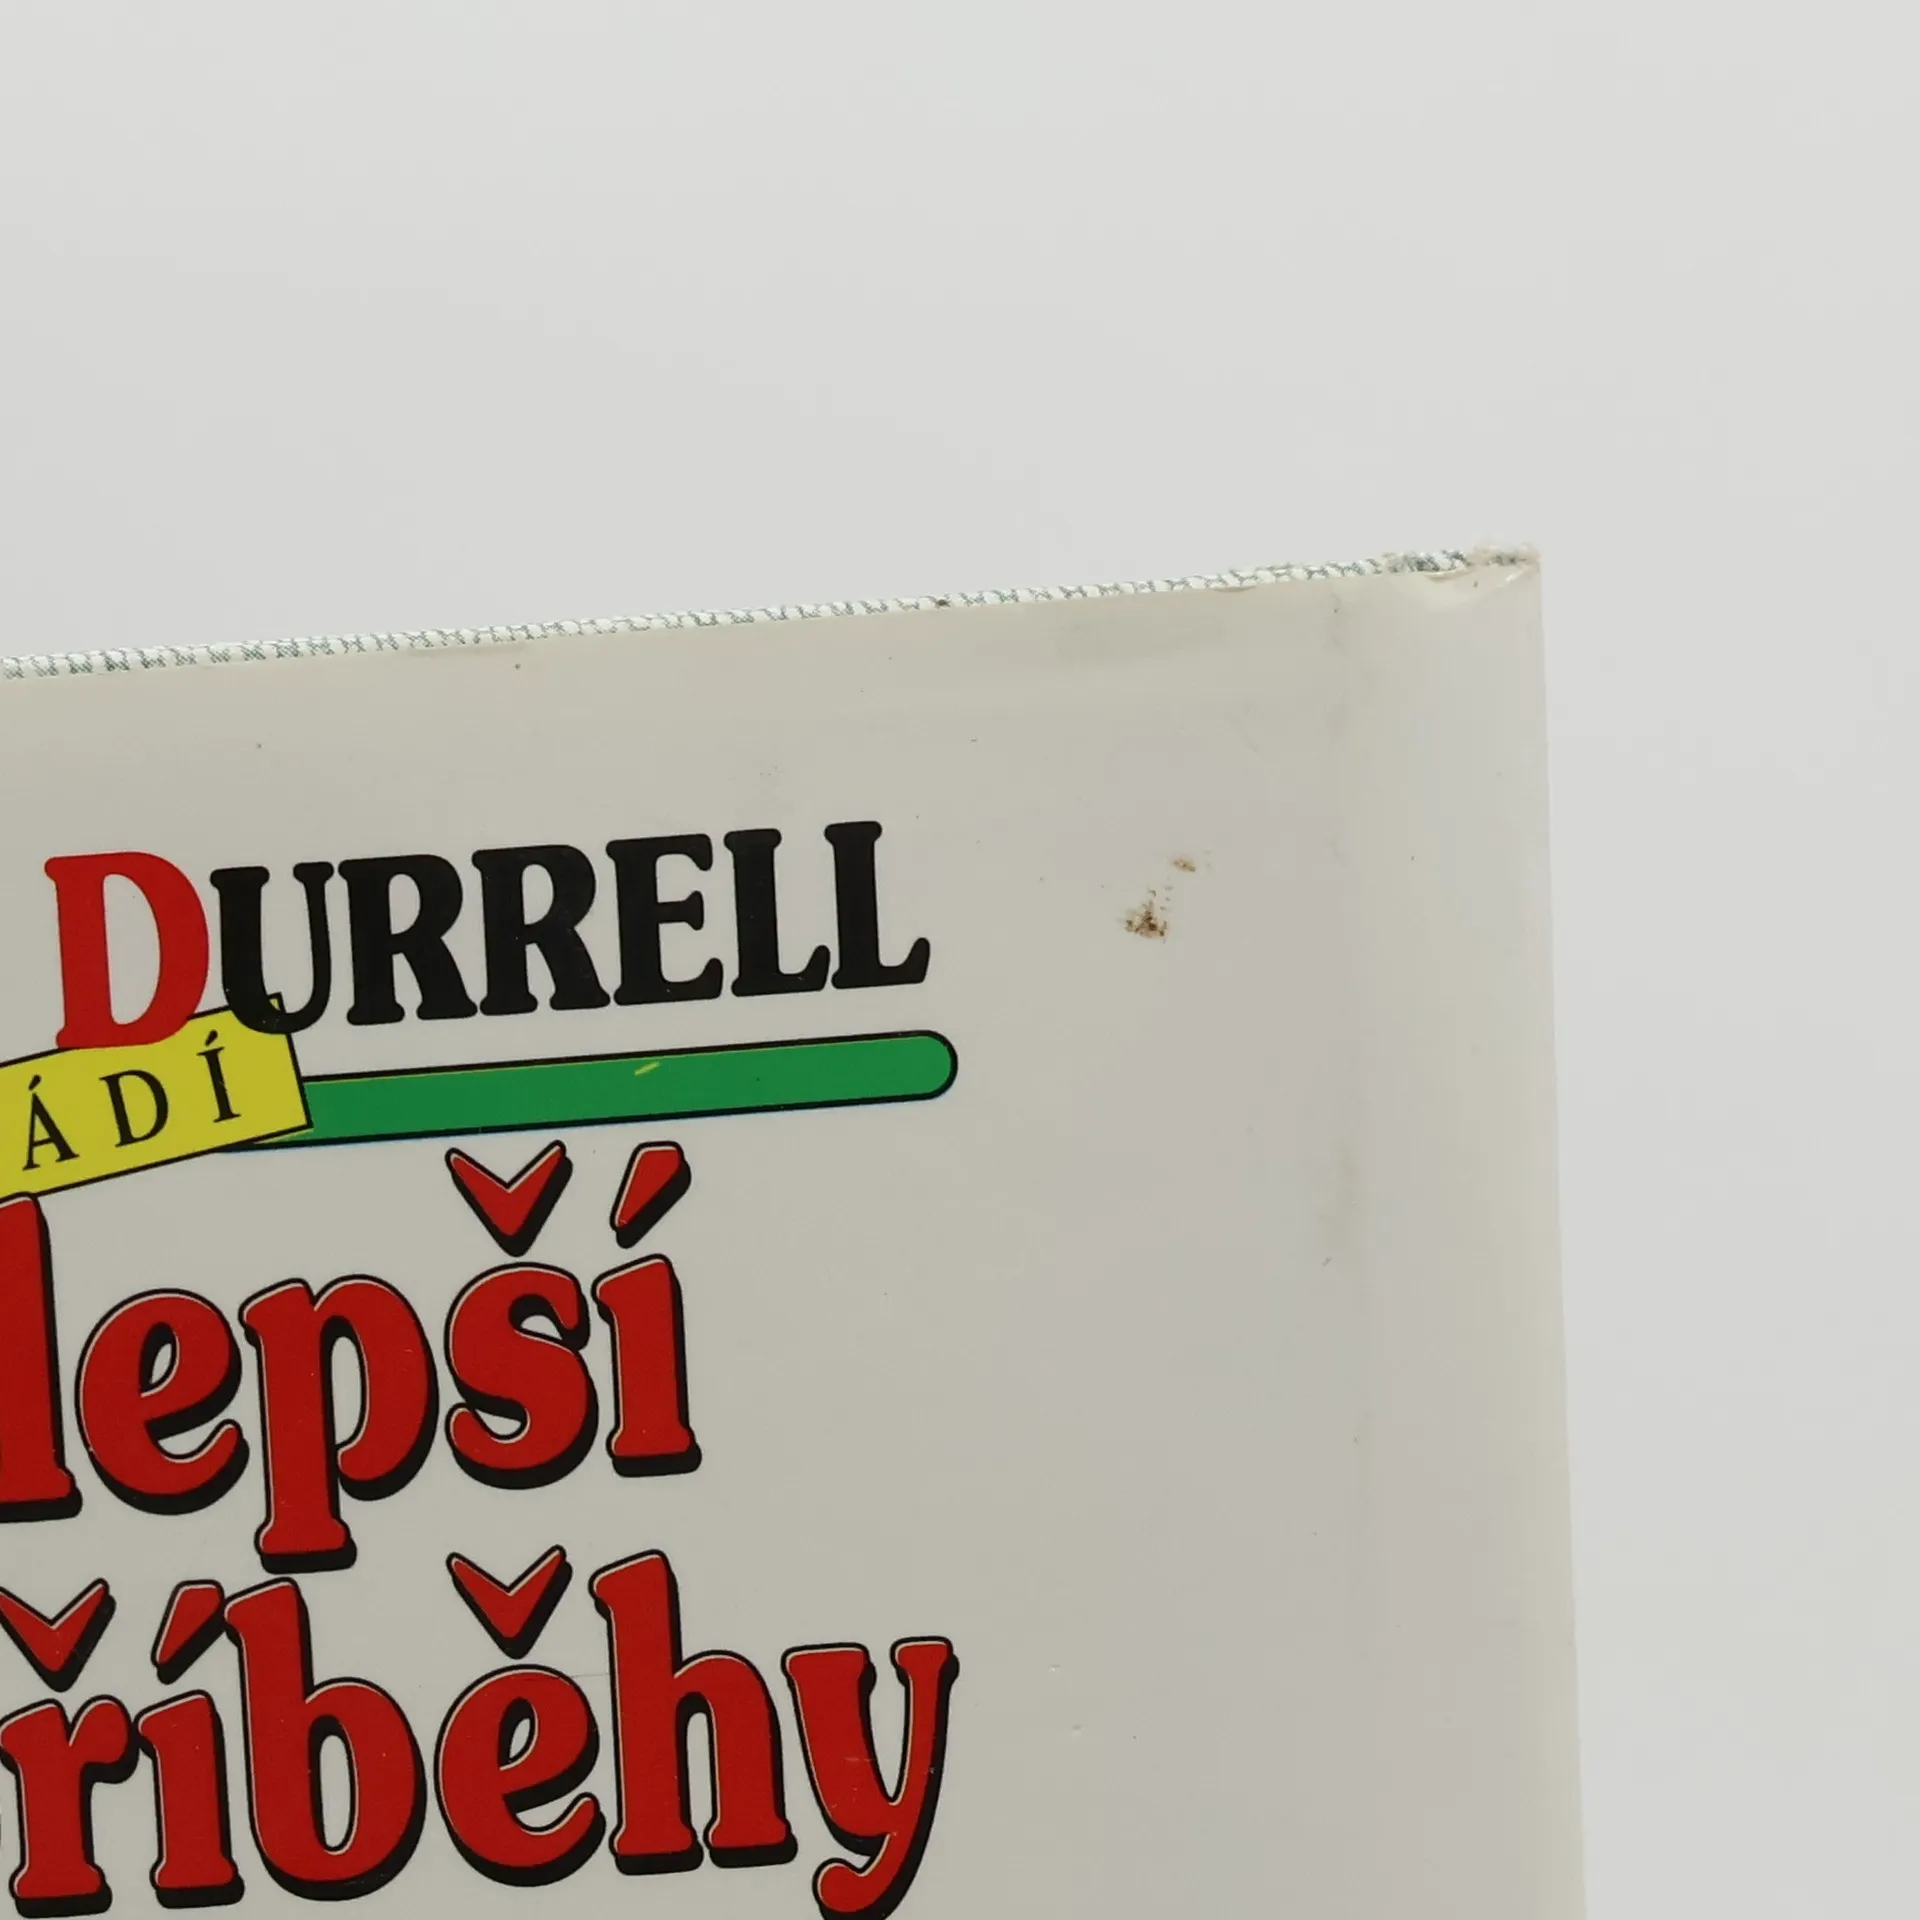 DURRELL
ÁDÍ
lepší
příběhy